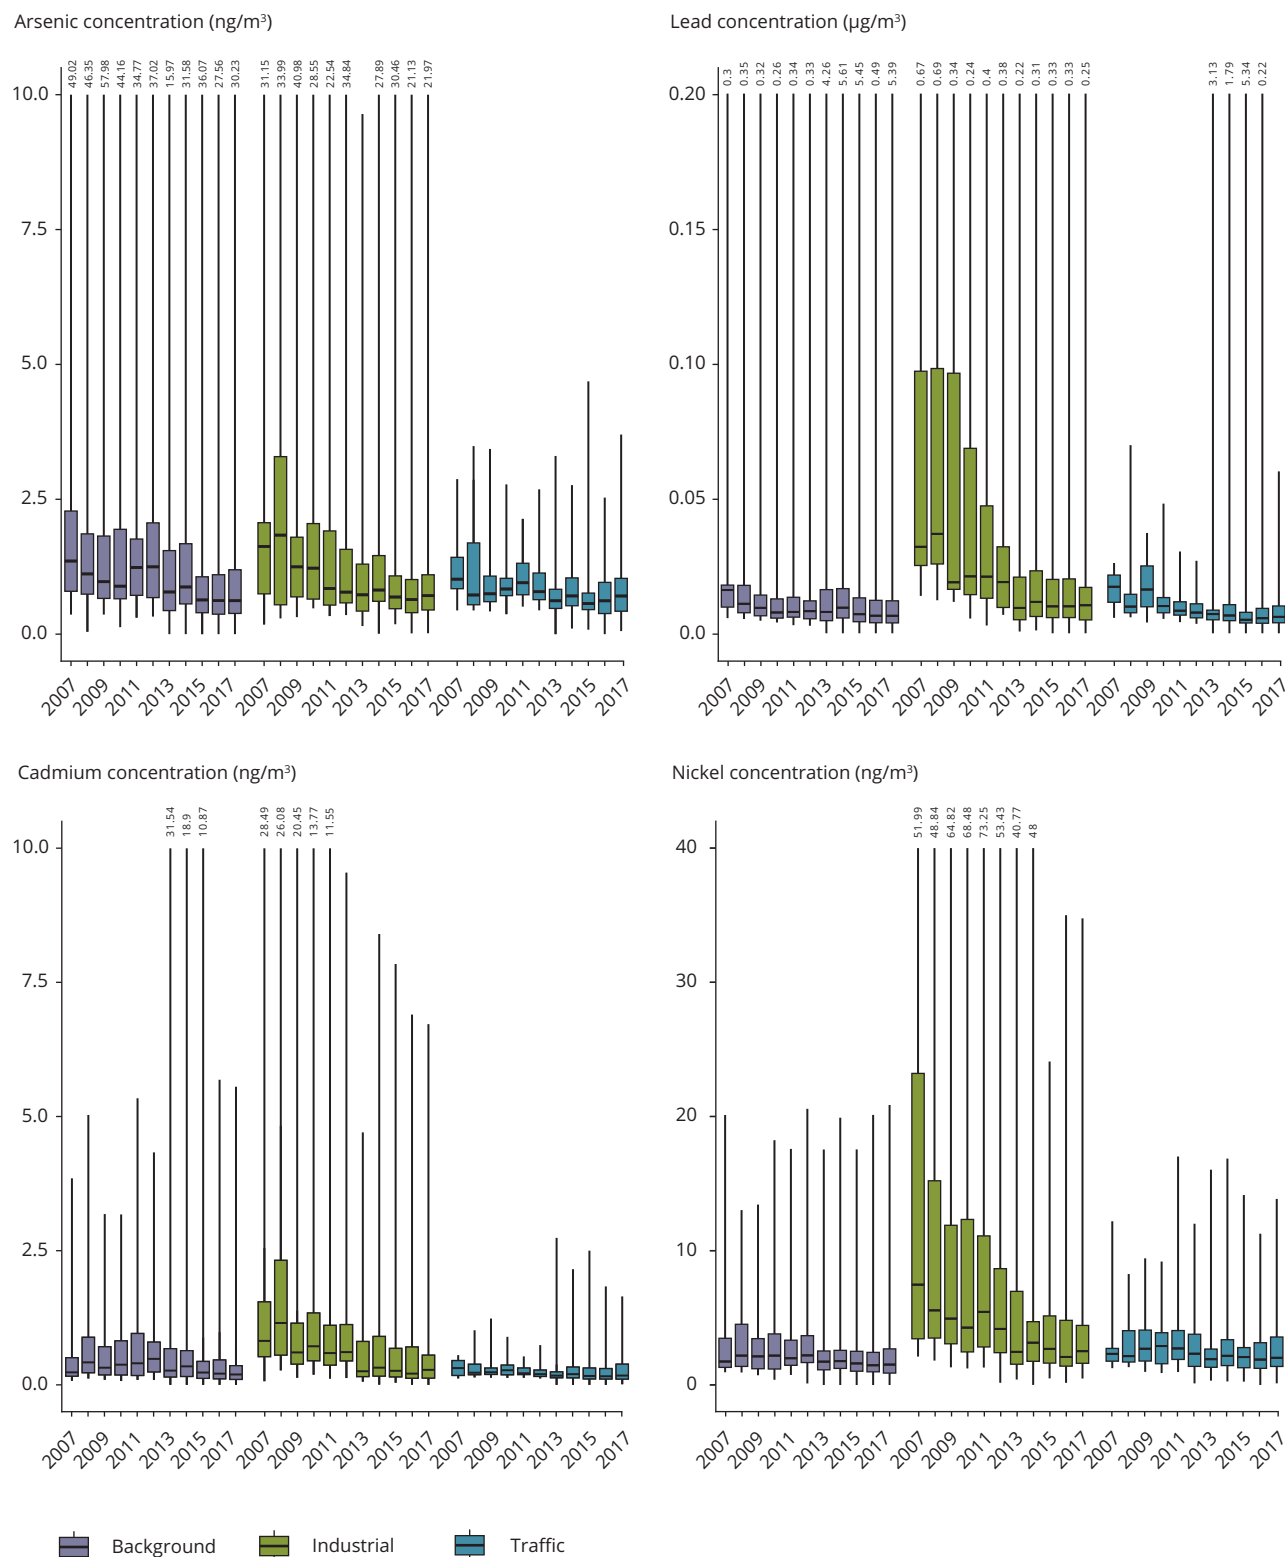 Arsenic concentration (ng/m³)
49.02 46.35 57.98 44.16 34.77 37.02 15.97 31.58 36.07 27.56 30.23 31.15 33.99 40.98 28.55 22.54 34.84 27.89 30.46 21.13 21.97
10.0
7.5
5.0
2.5
0.0
2007 2009 2011 2013 2015 2017 2007 2009 2011 2013 2015 2017 2007 2009 2011 2013 2015 2017
Lead concentration (µg/m³)
0.3 0.35 0.32 0.26 0.34 0.33 4.26 5.61 5.45 0.49 5.39 0.67 0.69 0.34 0.24 0.4 0.38 0.22 0.31 0.33 0.33 0.25 3.13 1.79 5.34 0.22
0.20
0.15
0.10
0.05
0.0
2007 2009 2011 2013 2015 2017 2007 2009 2011 2013 2015 2017 2007 2009 2011 2013 2015 2017
Cadmium concentration (ng/m³)
31.54 18.9 10.87 28.49 26.08 20.45 13.77 11.55
10.0
7.5
5.0
2.5
0.0
2007 2009 2011 2013 2015 2017 2007 2009 2011 2013 2015 2017 2007 2009 2011 2013 2015 2017
Nickel concentration (ng/m³)
51.99 48.84 64.82 68.48 73.25 53.43 40.77 48
40
30
20
10
0
2007 2009 2011 2013 2015 2017 2007 2009 2011 2013 2015 2017 2007 2009 2011 2013 2015 2017
Background Industrial Traffic